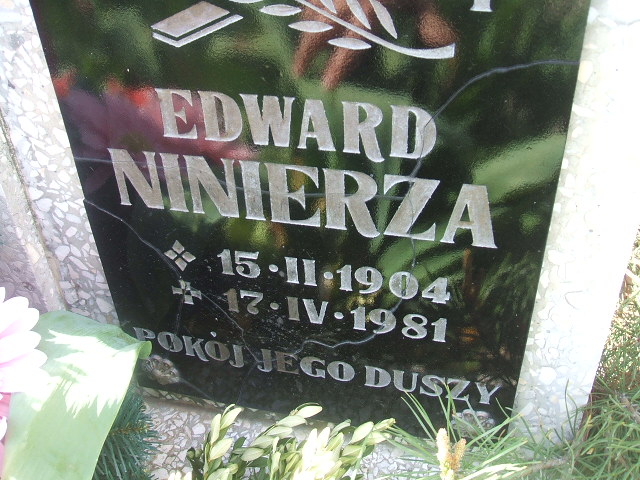 EDWARD
NINIERZA
15·II·1904
17·IV·1981
POKÓJ JEGO DUSZY